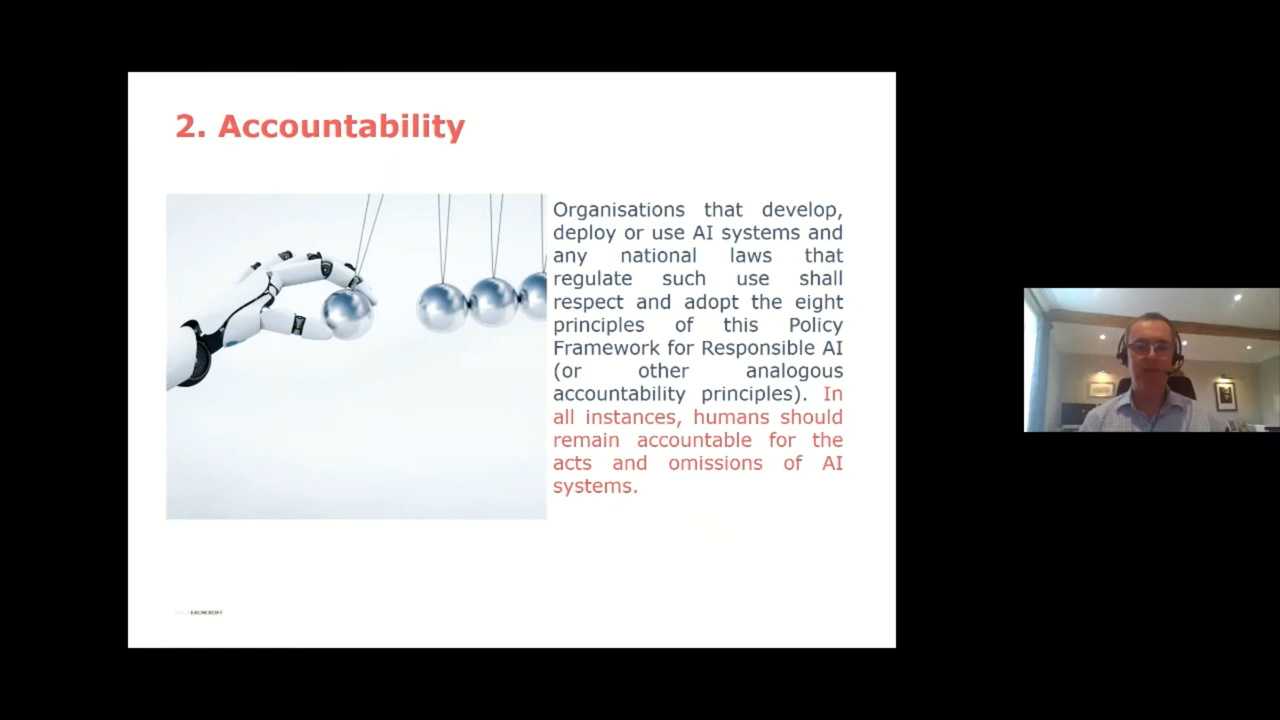 2. Accountability
Organisations that develop,
deploy or use AI systems and
any national laws that
regulate such use shall
respect and adopt the eight
principles of this Policy
Framework for Responsible AI
(or other analogous
accountability principles). In
all instances, humans should
remain accountable for the
acts and omissions of AI
systems.